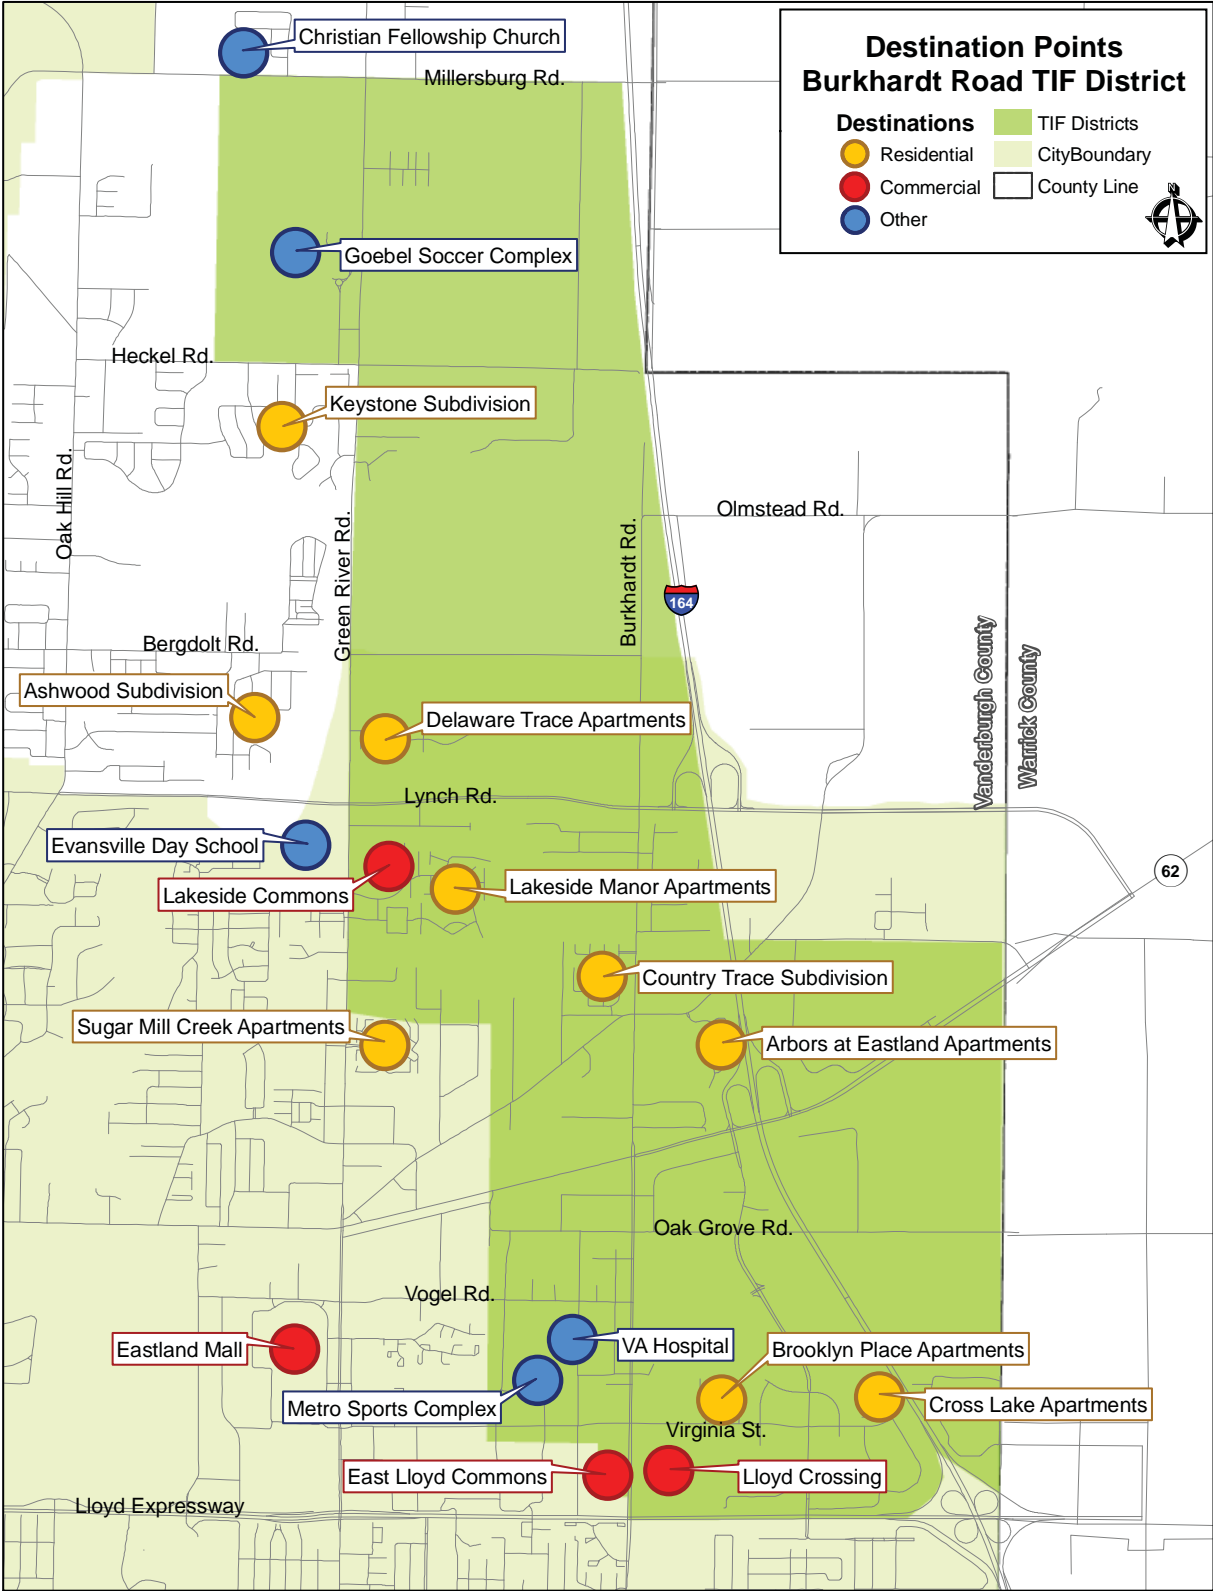 Christian Fellowship Church
Millersburg Rd.
Destination Points
Burkhardt Road TIF District
Destinations
Residential
Commercial
Other
TIF Districts
CityBoundary
County Line
N
Goebel Soccer Complex
Heckel Rd.
Keystone Subdivision
Oak Hill Rd.
Green River Rd.
Burkhardt Rd.
Olmstead Rd.
164
Bergdolt Rd.
Vanderburgh County
Warrick County
Ashwood Subdivision
Delaware Trace Apartments
Lynch Rd.
Evansville Day School
Lakeside Commons
Lakeside Manor Apartments
62
Country Trace Subdivision
Sugar Mill Creek Apartments
Arbors at Eastland Apartments
Oak Grove Rd.
Vogel Rd.
Eastland Mall
VA Hospital
Brooklyn Place Apartments
Metro Sports Complex
Cross Lake Apartments
Virginia St.
East Lloyd Commons
Lloyd Crossing
Lloyd Expressway